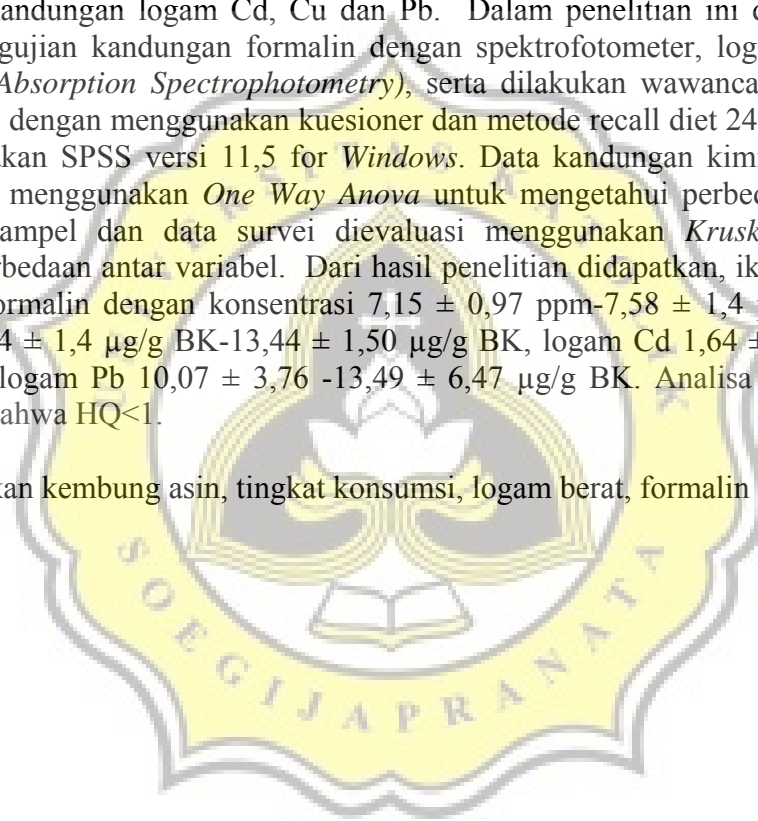 kandungan logam Cd, Cu dan Pb. Dalam penelitian ini d
gujian kandungan formalin dengan spektrofotometer, log
Absorption Spectrophotometry), serta dilakukan wawanca
dengan menggunakan kuesioner dan metode recall diet 24
akan SPSS versi 11,5 for Windows. Data kandungan kimi
menggunakan One Way Anova untuk mengetahui perbed
ampel dan data survei dievaluasi menggunakan Krusk
rbedaan antar variabel. Dari hasil penelitian didapatkan, ik
ormalin dengan konsentrasi 7,15 ± 0,97 ppm-7,58 ± 1,4
4 ± 1,4 µg/g BK-13,44 ± 1,50 µg/g BK, logam Cd 1,64 ±
logam Pb 10,07 ± 3,76 -13,49 ± 6,47 µg/g BK. Analisa
ahwa HQ<1.
kan kembung asin, tingkat konsumsi, logam berat, formalin
SOEGIJAPRANATA